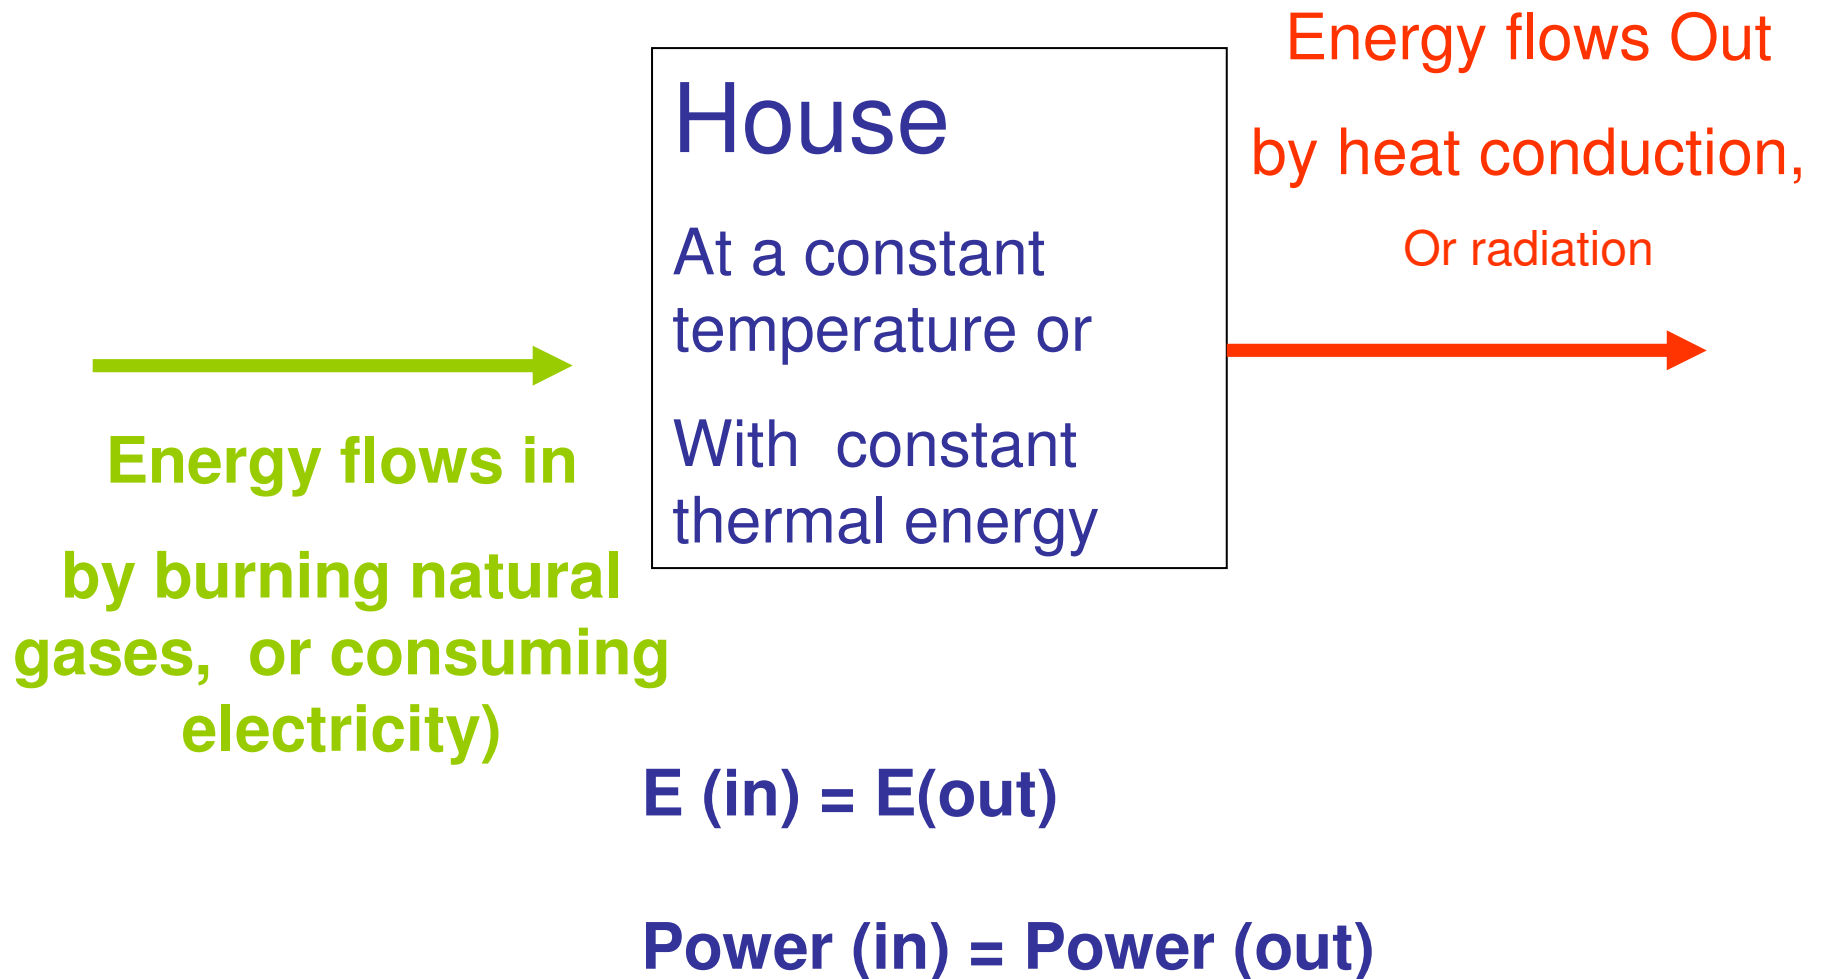 Energy flows Out
by heat conduction,
Or radiation
House
At a constant
temperature or
With  constant
thermal energy
Energy flows in
by burning natural
gases,  or consuming
electricity)
E (in) = E(out)
Power (in) = Power (out)